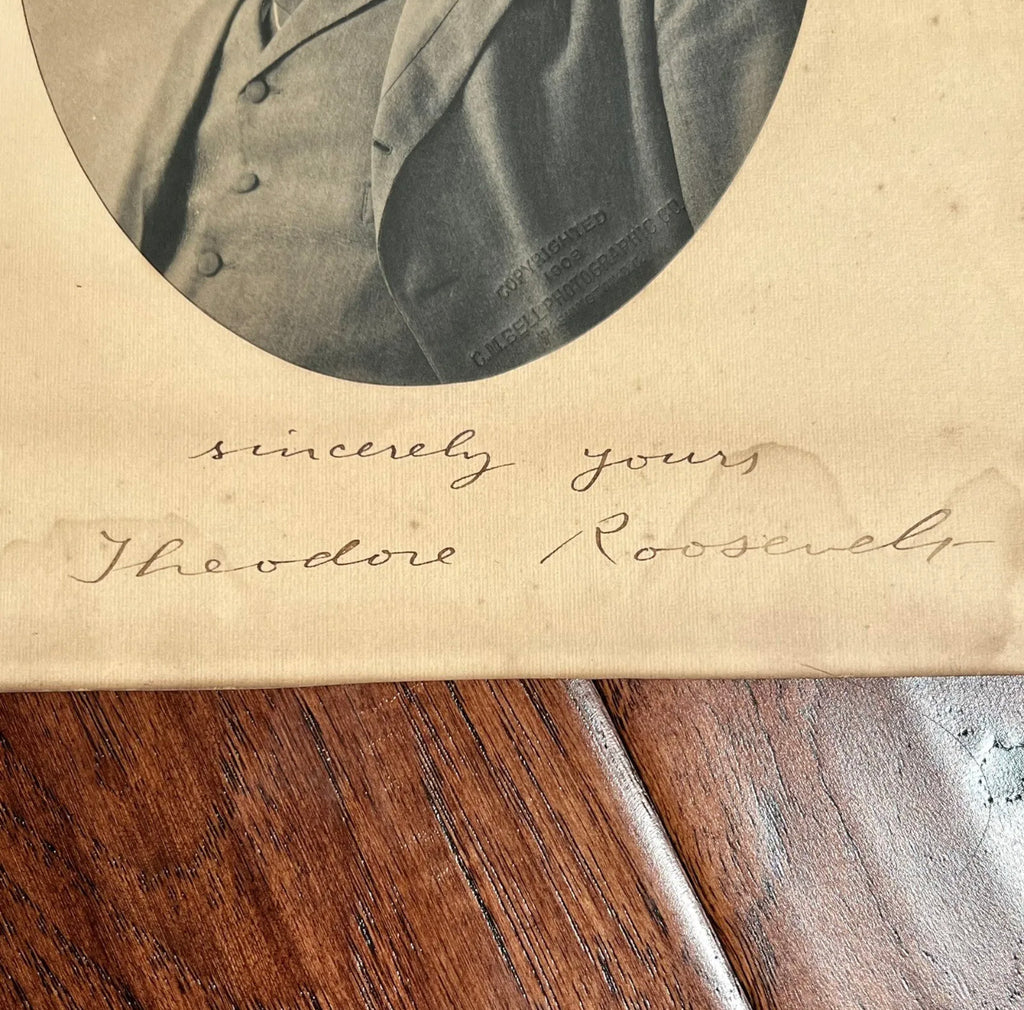 COPYRIGHTED
1903
C.M.BELL PHOTOGRAPHIC CO.
sincerely yours
Theodore Roosevelt